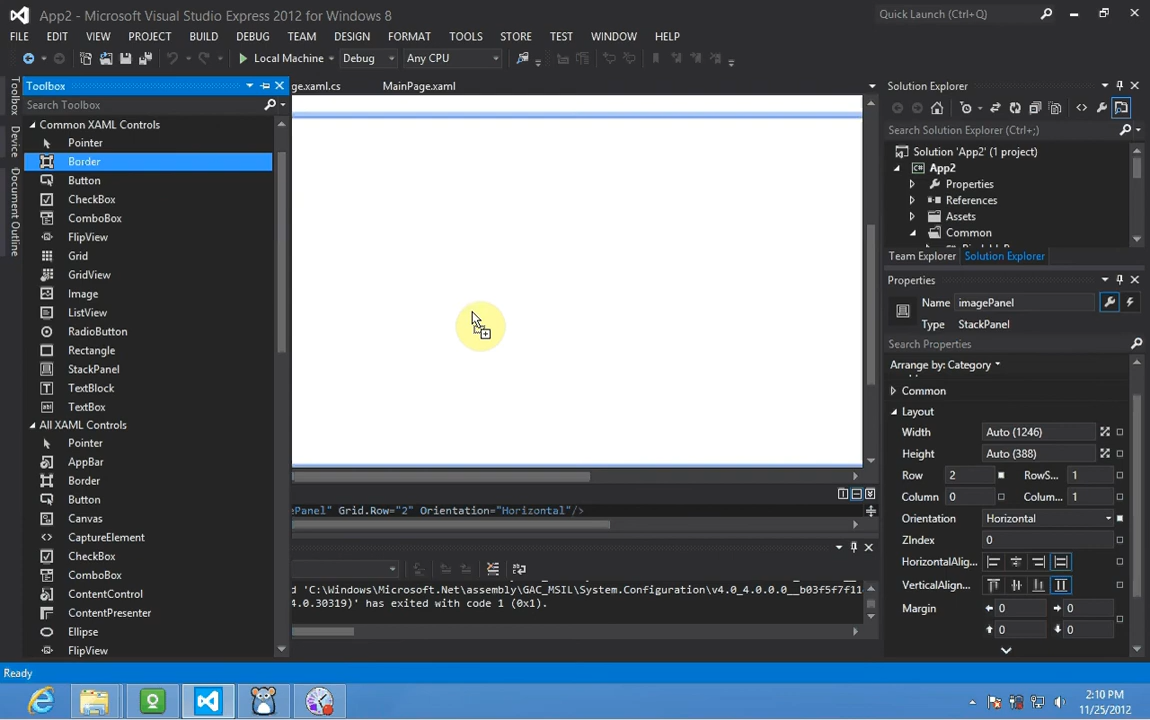 App2 - Microsoft Visual Studio Express 2012 for Windows 8
Quick Launch (Ctrl+Q)
FILE EDIT VIEW PROJECT BUILD DEBUG TEAM DESIGN FORMAT TOOLS STORE TEST WINDOW HELP
Local Machine Debug Any CPU
Toolbox
ge.xaml.cs MainPage.xaml
Search Toolbox
Common XAML Controls
Pointer
Border
Button
CheckBox
ComboBox
FlipView
Grid
GridView
Image
ListView
RadioButton
Rectangle
StackPanel
TextBlock
TextBox
All XAML Controls
Pointer
AppBar
Border
Button
Canvas
CaptureElement
CheckBox
ComboBox
ContentControl
ContentPresenter
Ellipse
FlipView
Toolbox
Device
Document Outline
ePanel" Grid.Row="2" Orientation="Horizontal"/>
d 'C:\Windows\Microsoft.Net\assembly\GAC_MSIL\System.Configuration\v4.0_4.0.0.0__b03f5f7f11
4.0.30319)' has exited with code 1 (0x1).
Solution Explorer
Search Solution Explorer (Ctrl+;)
Solution 'App2' (1 project)
App2
Properties
References
Assets
Common
Team Explorer Solution Explorer
Properties
Name imagePanel
Type StackPanel
Search Properties
Arrange by: Category
Common
Layout
Width Auto (1246)
Height Auto (388)
Row 2 RowS... 1
Column 0 Colum... 1
Orientation Horizontal
ZIndex 0
HorizontalAlig...
VerticalAlignm...
Margin 0 0
0 0
Ready
2:10 PM
11/25/2012